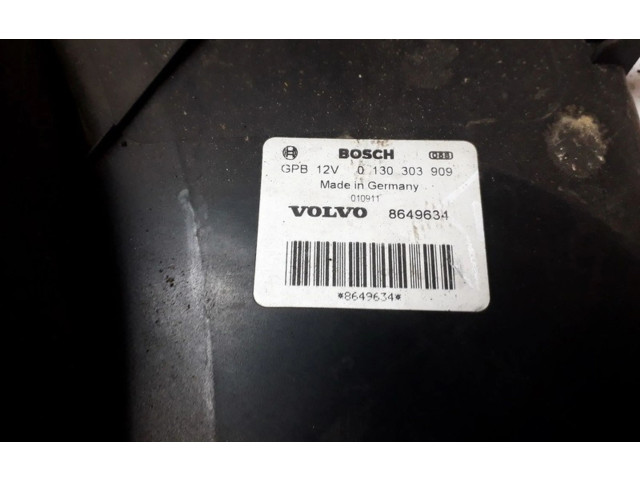 BOSCH
GPB 12V 0 130 303 909
Made in Germany
010911
VOLVO 8649634
*8649634*